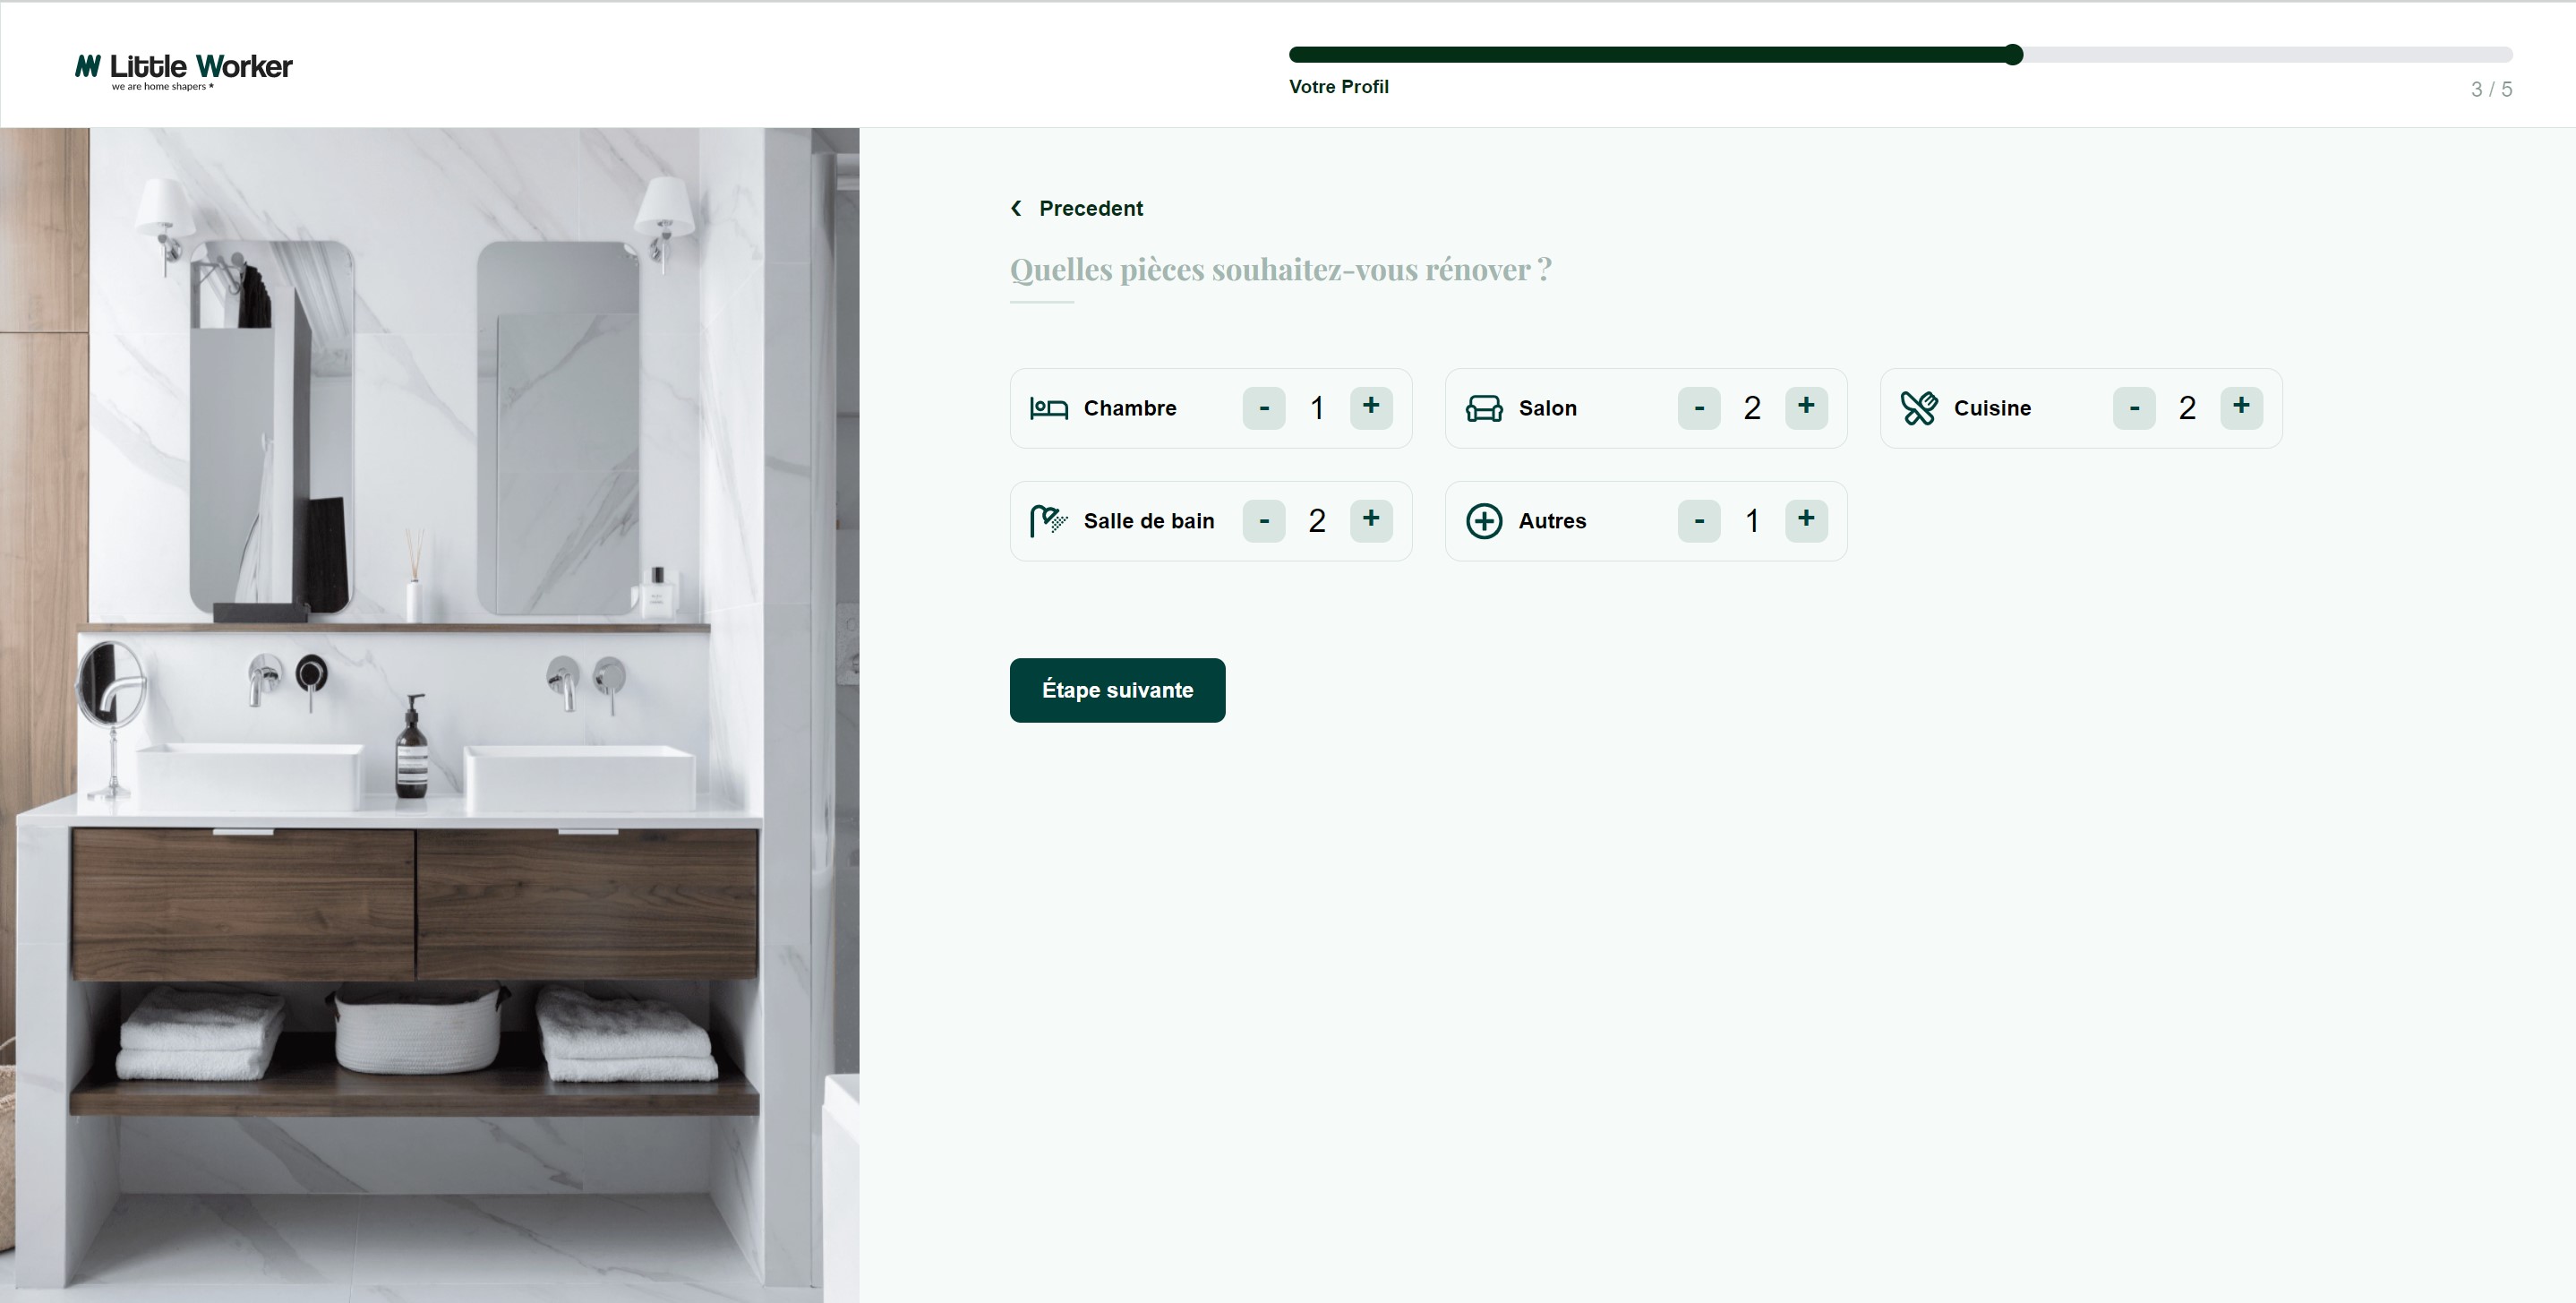 Little Worker
we are home shapers *
Votre Profil
3 / 5
Precedent
Quelles pièces souhaitez-vous rénover ?
Chambre - 1 +
Salon - 2 +
Cuisine - 2 +
Salle de bain - 2 +
Autres - 1 +
Étape suivante